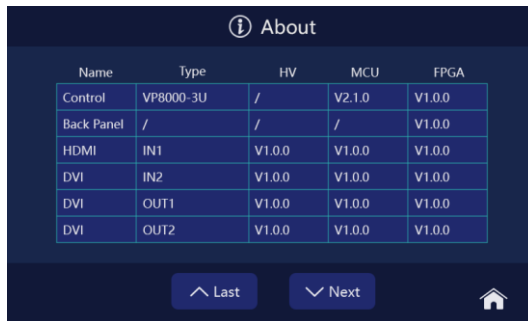 About
Name Type HV MCU FPGA
Control VP8000-3U / V2.1.0 V1.0.0
Back Panel / / / V1.0.0
HDMI IN1 V1.0.0 V1.0.0 V1.0.0
DVI IN2 V1.0.0 V1.0.0 V1.0.0
DVI OUT1 V1.0.0 V1.0.0 V1.0.0
DVI OUT2 V1.0.0 V1.0.0 V1.0.0
Last Next